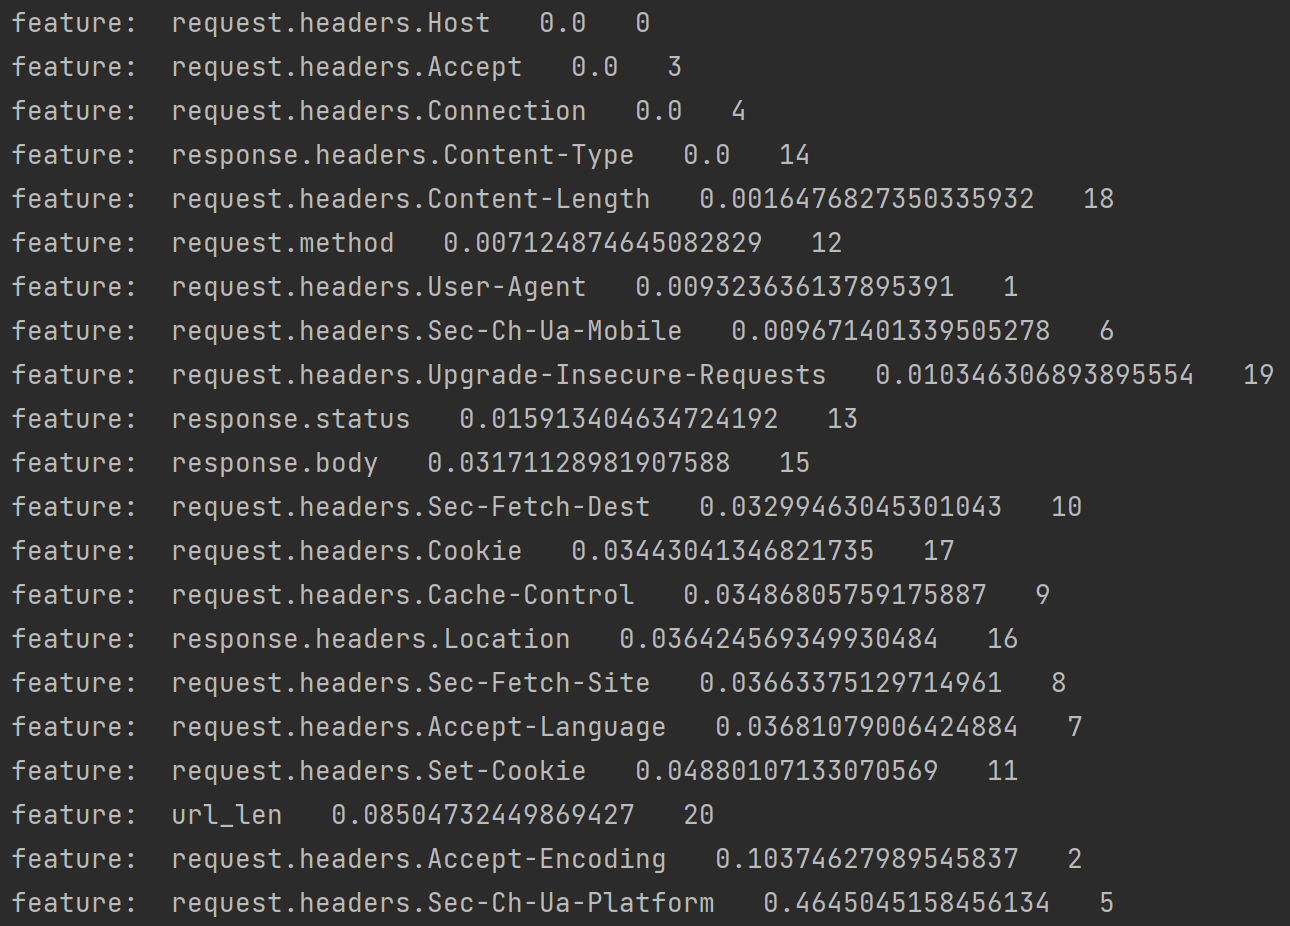 feature:  request.headers.Host   0.0   0
feature:  request.headers.Accept   0.0   3
feature:  request.headers.Connection   0.0   4
feature:  response.headers.Content-Type   0.0   14
feature:  request.headers.Content-Length   0.0016476827350335932   18
feature:  request.method   0.007124874645082829   12
feature:  request.headers.User-Agent   0.009323636137895391   1
feature:  request.headers.Sec-Ch-Ua-Mobile   0.009671401339505278   6
feature:  request.headers.Upgrade-Insecure-Requests   0.010346306893895554   19
feature:  response.status   0.015913404634724192   13
feature:  response.body   0.03171128981907588   15
feature:  request.headers.Sec-Fetch-Dest   0.03299463045301043   10
feature:  request.headers.Cookie   0.03443041346821735   17
feature:  request.headers.Cache-Control   0.03486805759175887   9
feature:  response.headers.Location   0.036424569349930484   16
feature:  request.headers.Sec-Fetch-Site   0.03663375129714961   8
feature:  request.headers.Accept-Language   0.03681079006424884   7
feature:  request.headers.Set-Cookie   0.04880107133070569   11
feature:  url_len   0.08504732449869427   20
feature:  request.headers.Accept-Encoding   0.10374627989545837   2
feature:  request.headers.Sec-Ch-Ua-Platform   0.4645045158456134   5